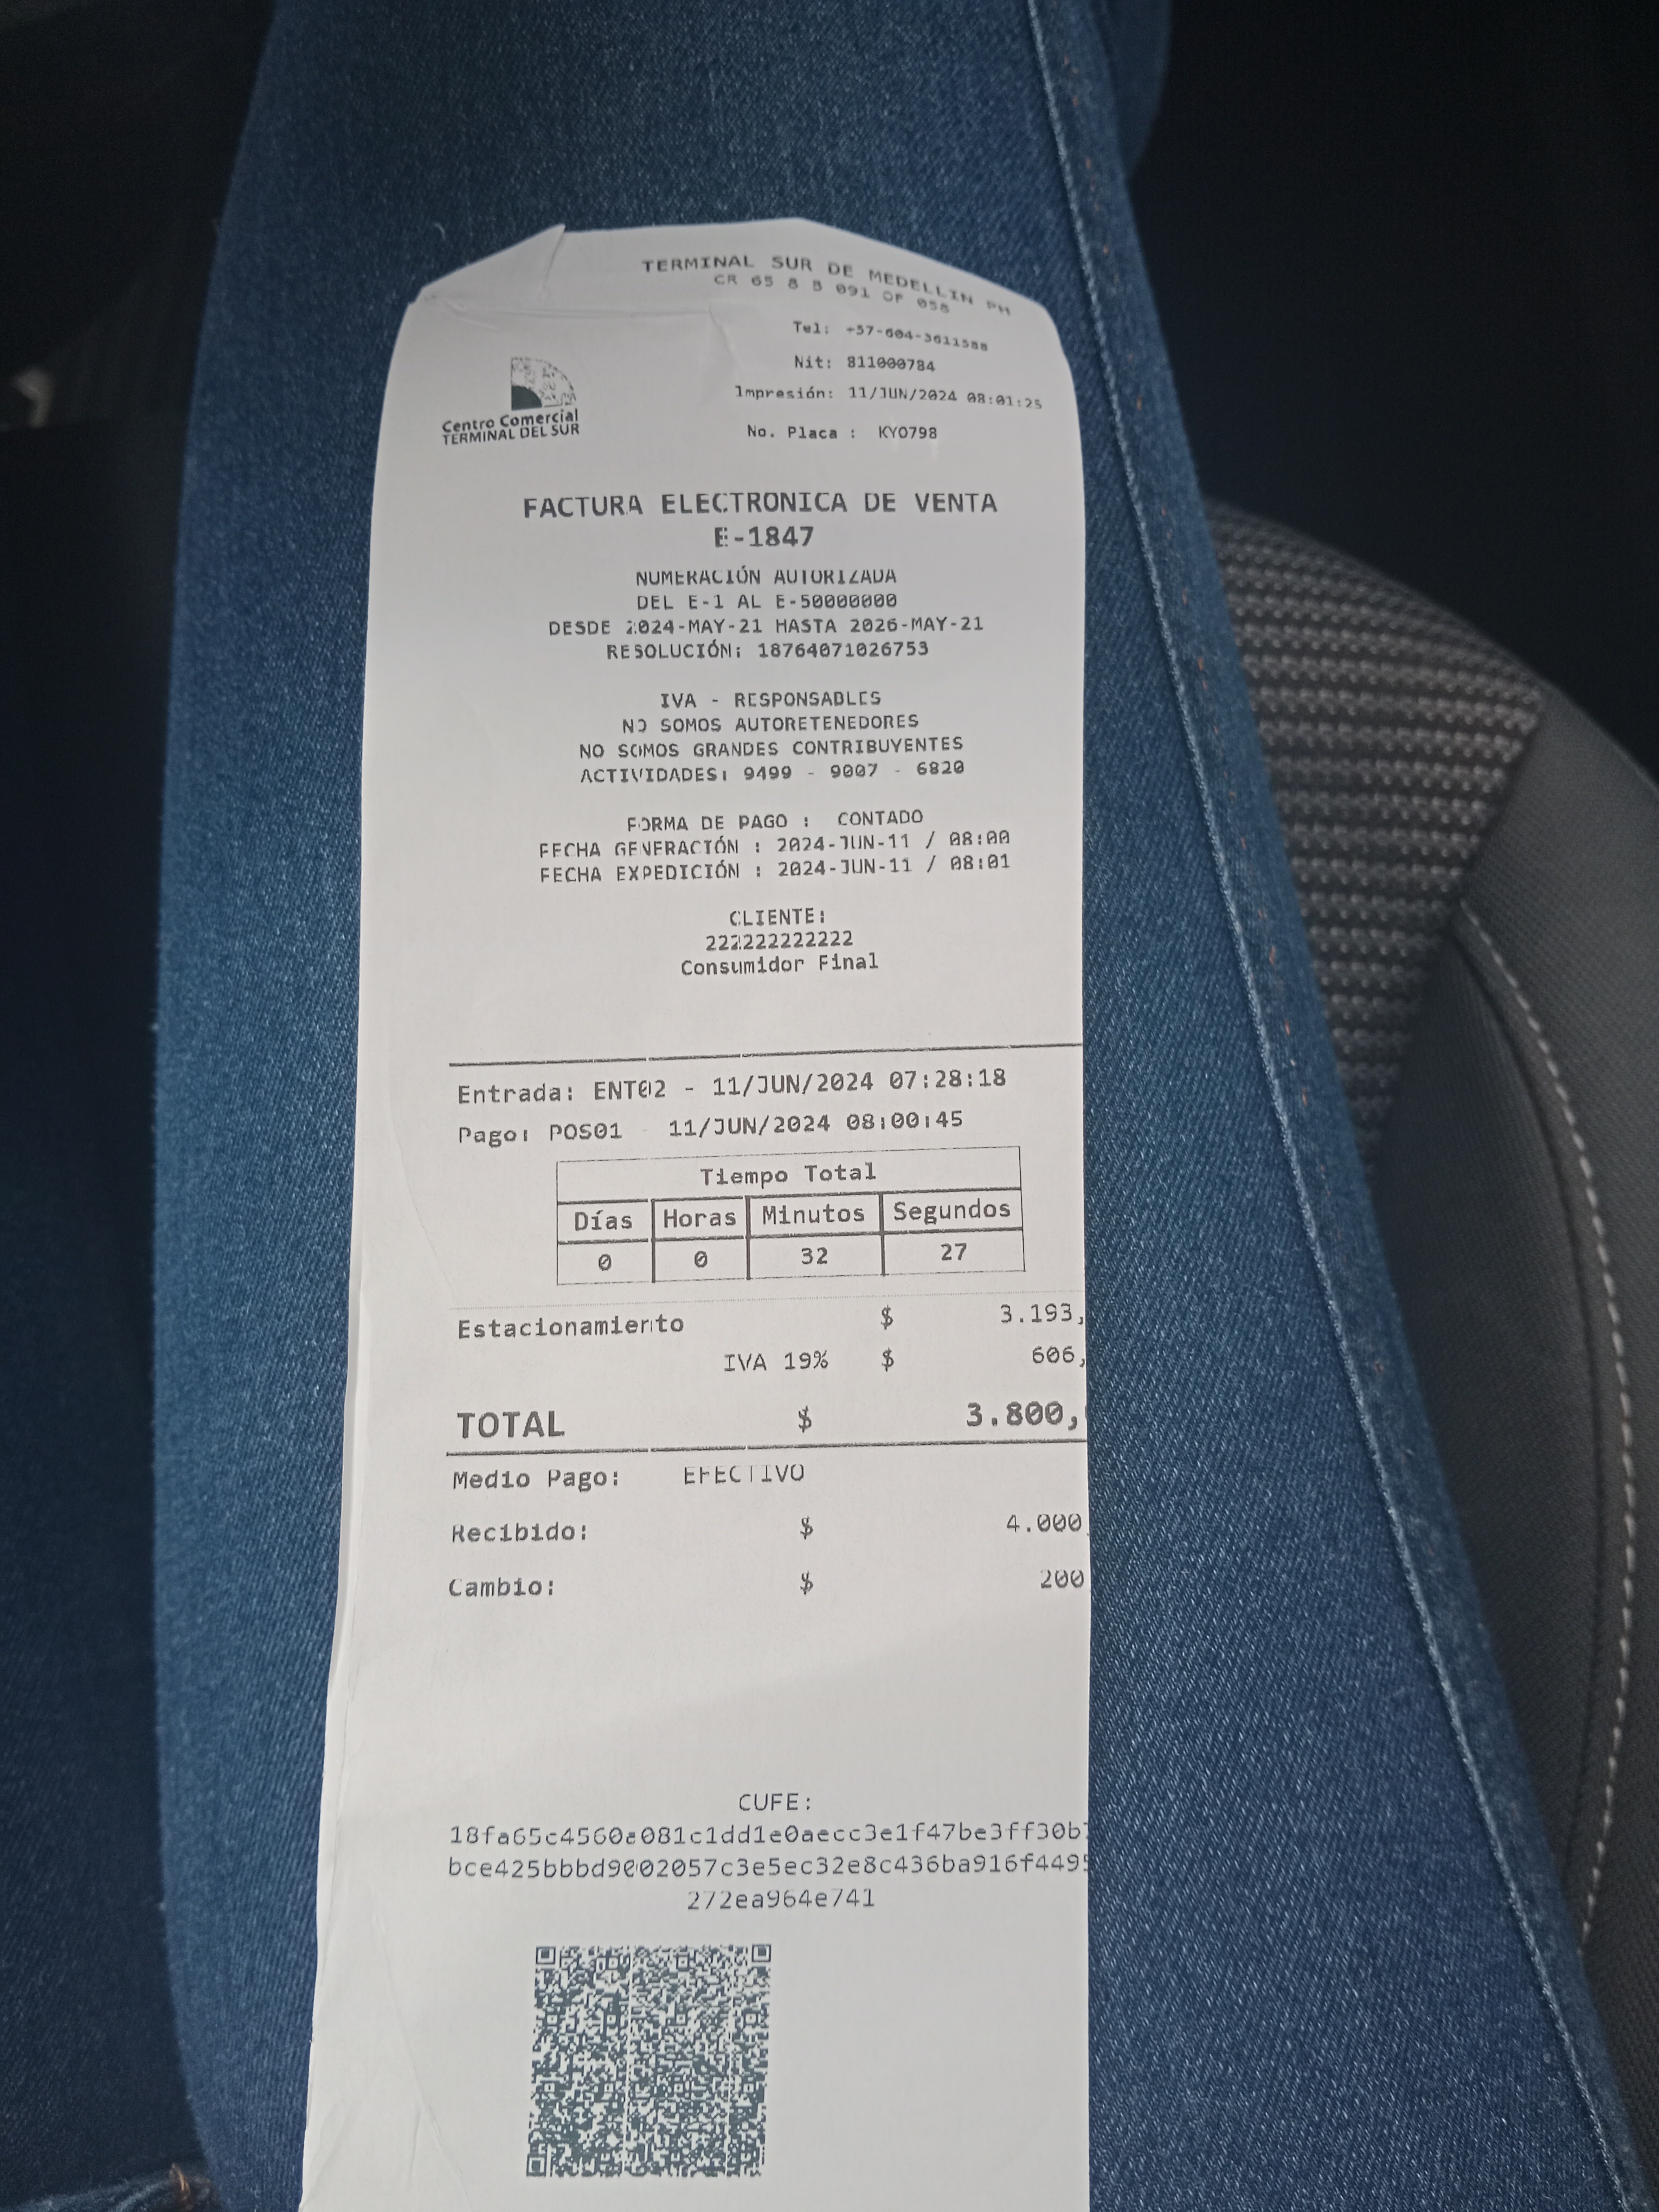 TERMINAL SUR DE MEDELLIN PH
CR 65 8 B 091 OF 058
Tel: +57-604-3611588
Nit: 811000784
Impresión: 11/JUN/2024 08:01:25
No. Placa : KYO798
Centro Comercial
TERMINAL DEL SUR
FACTURA ELECTRONICA DE VENTA
E-1847
NUMERACIÓN AUTORIZADA
DEL E-1 AL E-50000000
DESDE 2024-MAY-21 HASTA 2026-MAY-21
RESOLUCIÓN: 18764071026753
IVA - RESPONSABLES
NO SOMOS AUTORETENEDORES
NO SOMOS GRANDES CONTRIBUYENTES
ACTIVIDADES: 9499 - 9007 - 6820
FORMA DE PAGO : CONTADO
FECHA GENERACIÓN : 2024-JUN-11 / 08:00
FECHA EXPEDICIÓN : 2024-JUN-11 / 08:01
CLIENTE:
222222222222
Consumidor Final
Entrada: ENT02 - 11/JUN/2024 07:28:18
Pago: POS01 - 11/JUN/2024 08:00:45
Tiempo Total
Días Horas Minutos Segundos
0 0 32 27
Estacionamiento $ 3.193,
IVA 19% $ 606,
TOTAL $ 3.800,
Medio Pago: EFECTIVO
Recibido: $ 4.000
Cambio: $ 200
CUFE:
18fa65c4560a081c1dd1e0aecc3e1f47be3ff30b
bce425bbbd9002057c3e5ec32e8c436ba916f4495
272ea964e741